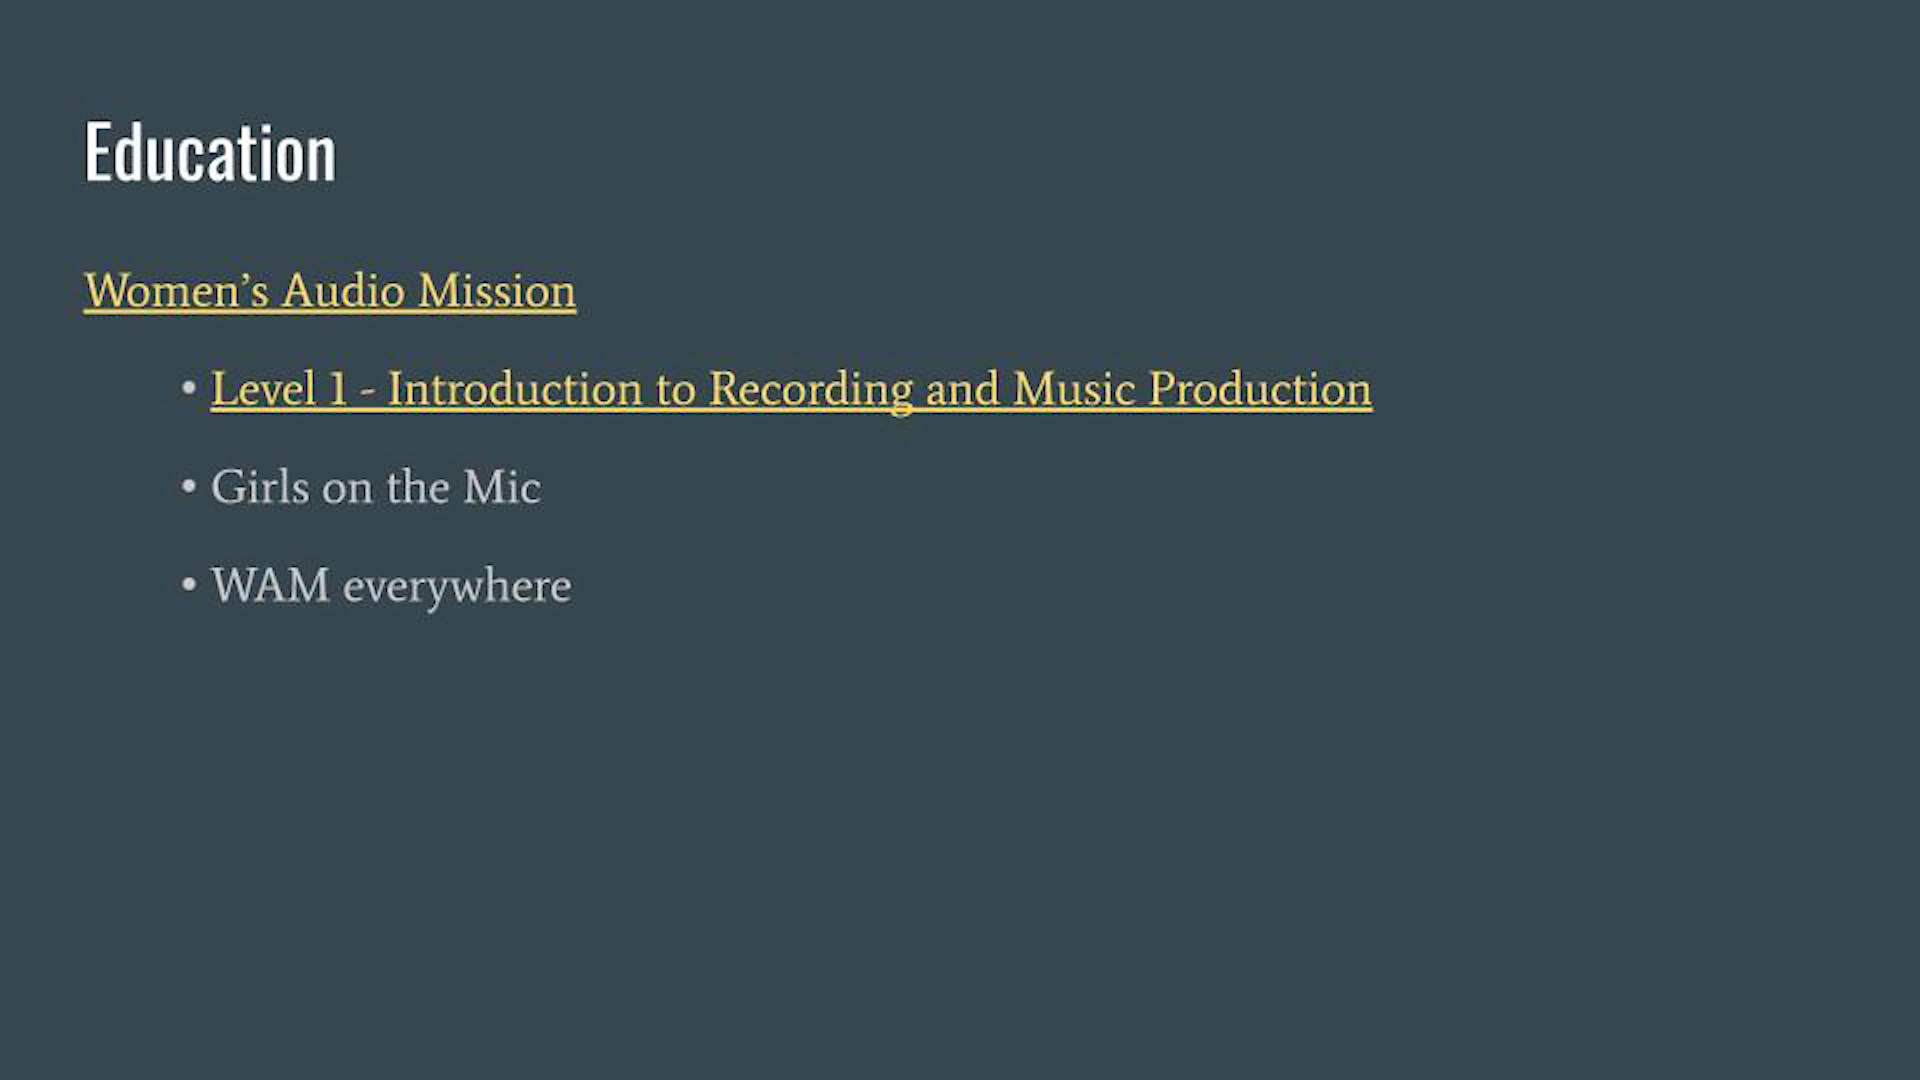 Education
Women’s Audio Mission
• Level 1 - Introduction to Recording and Music Production
• Girls on the Mic
• WAM everywhere